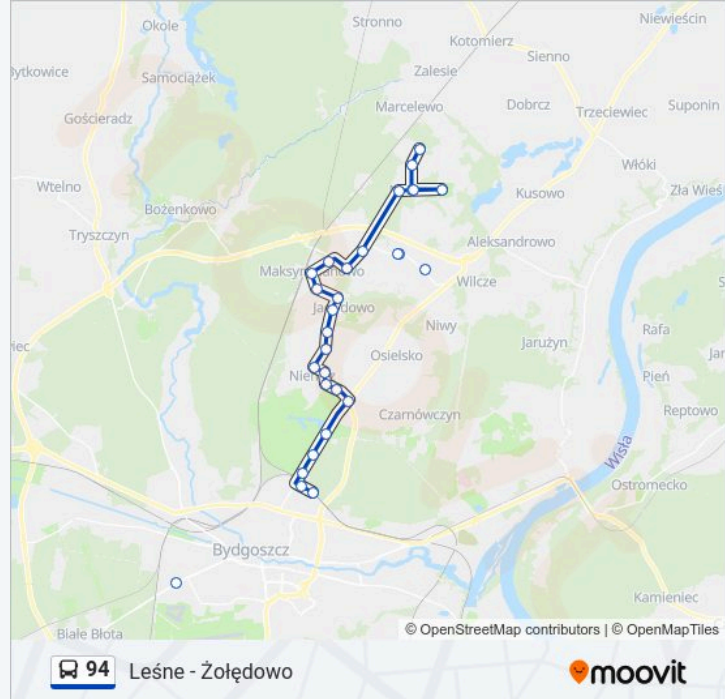 Okole
Stronno
Niewieścin
Kotomierz
Bytkowice
Samociążek
Zalesie
Sienno
Marcelewo
Dobrcz
Trzeciewiec
Suponin
Gościeradz
Włóki
Wtelno
Kusowo
Zła Wieś
Bożenkowo
Tryszczyn
Aleksandrowo
Wilcze
Niwy
Rafa
Jarużyn
Osielsko
Pień
Reptowo
Czarnówczyn
Wisła
Ostromecko
Bydgoszcz
Kamieniec
Białe Błota
© OpenStreetMap contributors | © OpenMapTiles
94 Leśne - Żołędowo
moovit